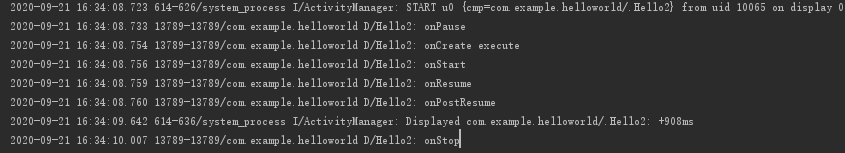 2020-09-21 16:34:08.723 614-626/system_process I/ActivityManager: START u0 {cmp=com.example.helloworld/.Hello2} from uid 10065 on display 0
2020-09-21 16:34:08.733 13789-13789/com.example.helloworld D/Hello2: onPause
2020-09-21 16:34:08.754 13789-13789/com.example.helloworld D/Hello2: onCreate execute
2020-09-21 16:34:08.756 13789-13789/com.example.helloworld D/Hello2: onStart
2020-09-21 16:34:08.759 13789-13789/com.example.helloworld D/Hello2: onResume
2020-09-21 16:34:08.760 13789-13789/com.example.helloworld D/Hello2: onPostResume
2020-09-21 16:34:09.642 614-636/system_process I/ActivityManager: Displayed com.example.helloworld/.Hello2: +908ms
2020-09-21 16:34:10.007 13789-13789/com.example.helloworld D/Hello2: onStop